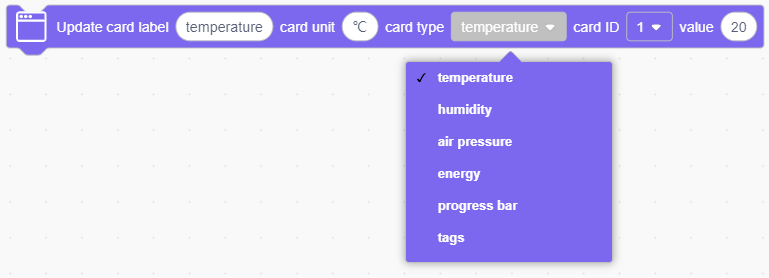 Update card label temperature card unit ℃ card type temperature card ID 1 value 20
temperature
humidity
air pressure
energy
progress bar
tags